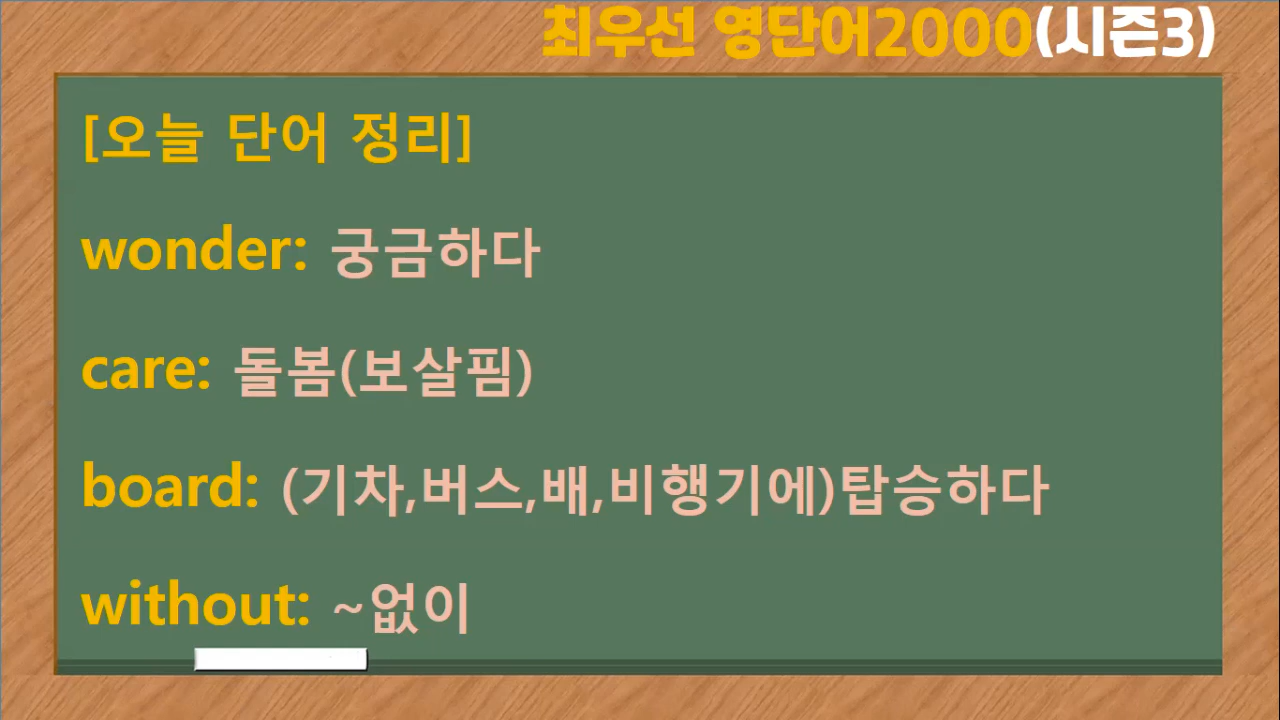 최우선 영단어2000(시즌3)
[오늘 단어 정리]
wonder: 궁금하다
care: 돌봄(보살핌)
board: (기차,버스,배,비행기에)탑승하다
without: ~없이